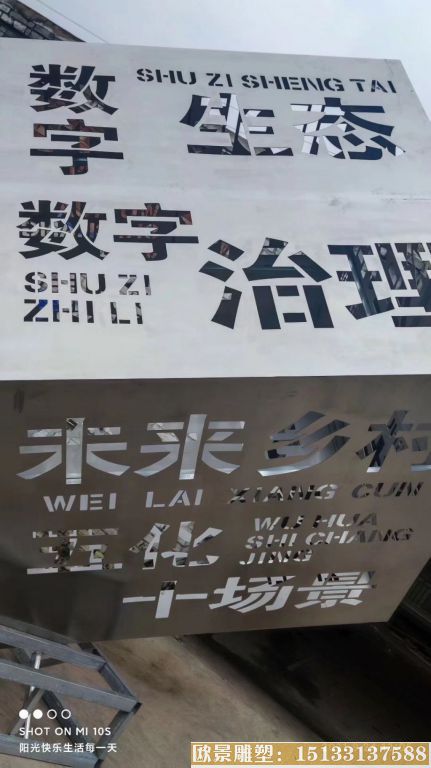 数字 SHU ZI SHENG TAI
生态
数字 治理
SHU ZI
ZHI LI
未来乡村
WEI LAI XIANG CUN
五化 WU HUA
SHI CHANG
JING
十场景
SHOT ON MI 10S
阳光快乐生活每一天
欧景雕塑：15133137588